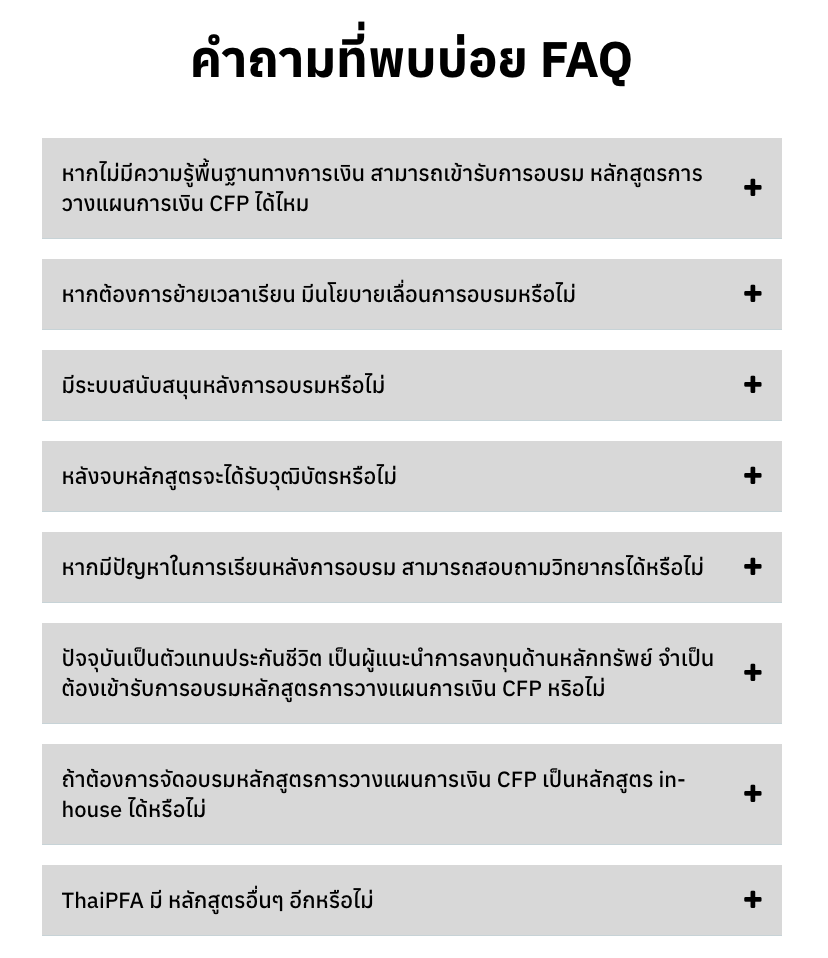 คำถามที่พบบ่อย FAQ
หากไม่มีความรู้พื้นฐานทางการเงิน สามารถเข้ารับการอบรม หลักสูตรการ
วางแผนการเงิน CFP ได้ไหม
หากต้องการย้ายเวลาเรียน มีนโยบายเลื่อนการอบรมหรือไม่
มีระบบสนับสนุนหลังการอบรมหรือไม่
หลังจบหลักสูตรจะได้รับวุฒิบัตรหรือไม่
หากมีปัญหาในการเรียนหลังการอบรม สามารถสอบถามวิทยากรได้หรือไม่
ปัจจุบันเป็นตัวแทนประกันชีวิต เป็นผู้แนะนำการลงทุนด้านหลักทรัพย์ จำเป็น
ต้องเข้ารับการอบรมหลักสูตรการวางแผนการเงิน CFP หริอไม่
ถ้าต้องการจัดอบรมหลักสูตรการวางแผนการเงิน CFP เป็นหลักสูตร in-
house ได้หรือไม่
ThaiPFA มี หลักสูตรอื่นๆ อีกหรือไม่